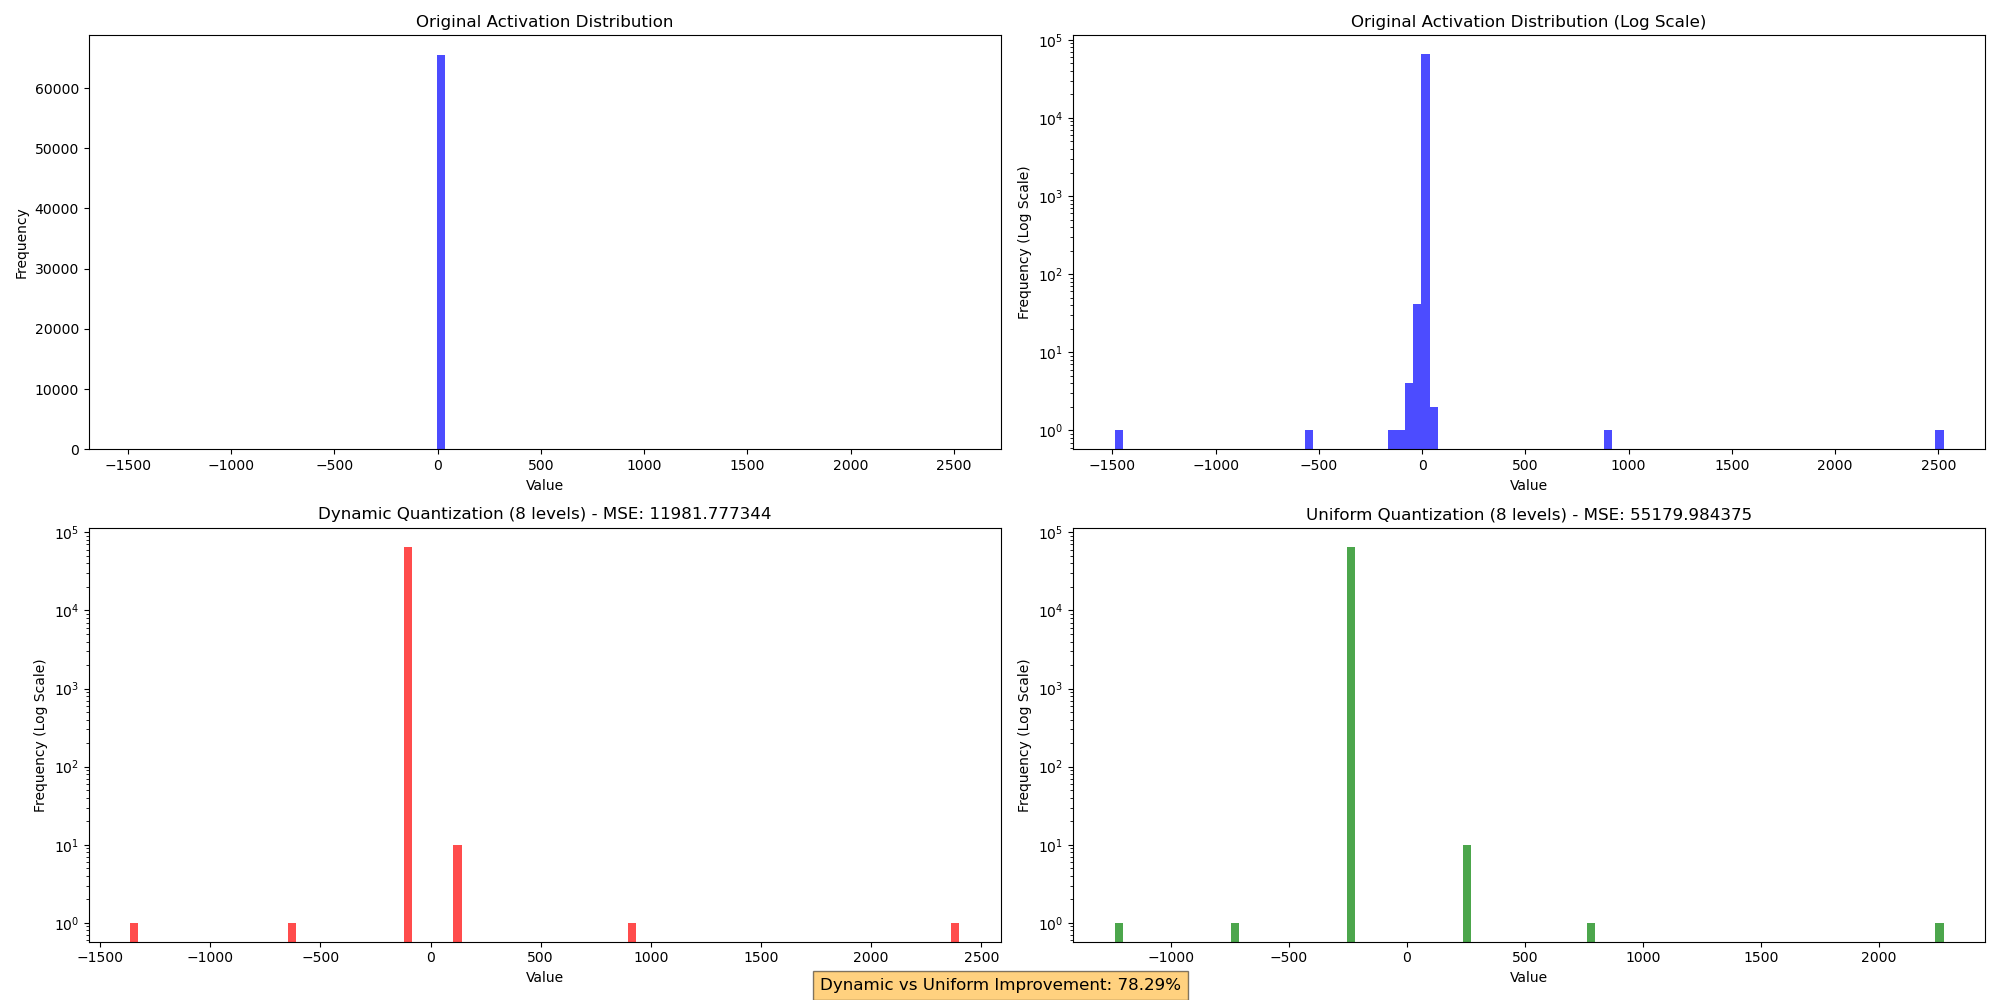 Original Activation Distribution
Frequency
60000
50000
40000
30000
20000
10000
0
−1500 −1000 −500 0 500 1000 1500 2000 2500
Value
Original Activation Distribution (Log Scale)
Frequency (Log Scale)
10⁵
10⁴
10³
10²
10¹
10⁰
−1500 −1000 −500 0 500 1000 1500 2000 2500
Value
Dynamic Quantization (8 levels) - MSE: 11981.777344
Frequency (Log Scale)
10⁵
10⁴
10³
10²
10¹
10⁰
−1500 −1000 −500 0 500 1000 1500 2000 2500
Value
Uniform Quantization (8 levels) - MSE: 55179.984375
Frequency (Log Scale)
10⁵
10⁴
10³
10²
10¹
10⁰
−1000 −500 0 500 1000 1500 2000
Value
Dynamic vs Uniform Improvement: 78.29%